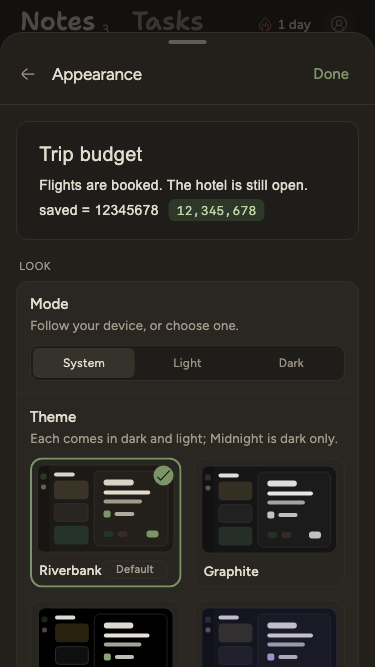 Notes 3 Tasks 1 day
Appearance Done
Trip budget
Flights are booked. The hotel is still open.
saved = 12345678 12,345,678
LOOK
Mode
Follow your device, or choose one.
System Light Dark
Theme
Each comes in dark and light; Midnight is dark only.
Riverbank Default
Graphite